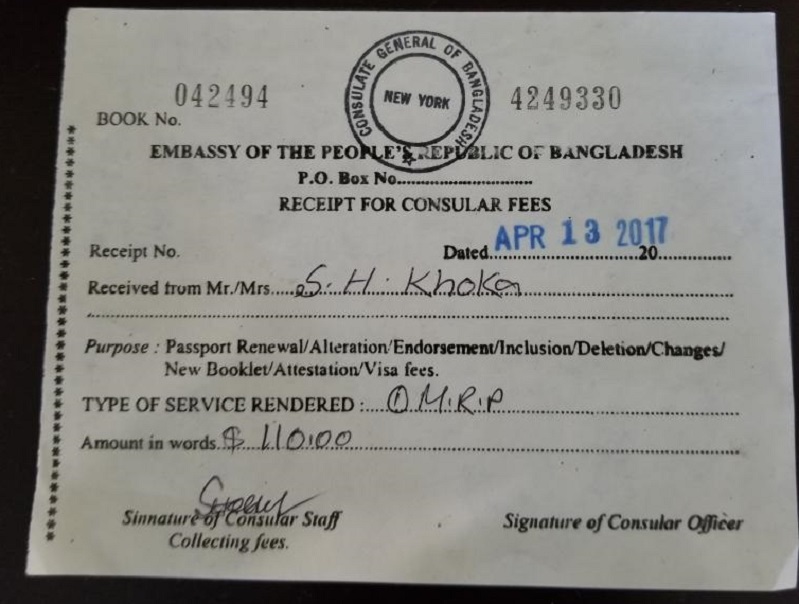 CONSULATE GENERAL OF BANGLADESH
NEW YORK
042494 4249330
BOOK No.
EMBASSY OF THE PEOPLE'S REPUBLIC OF BANGLADESH
P.O. Box No..............................
RECEIPT FOR CONSULAR FEES
Receipt No. Dated APR 13 2017 20
Received from Mr./Mrs. S. H. Khoka
Purpose : Passport Renewal/Alteration/Endorsement/Inclusion/Deletion/Changes/
New Booklet/Attestation/Visa fees.
TYPE OF SERVICE RENDERED : ① M.R.P
Amount in words $ 110.00
Sinnature of Consular Staff Signature of Consular Officer
Collecting fees.